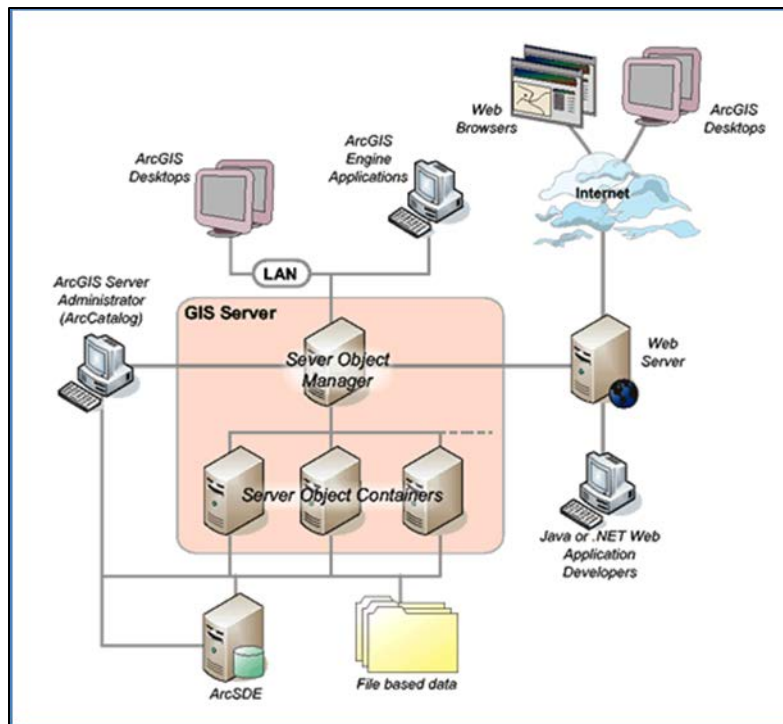 Web
Browsers
ArcGIS
Desktops
ArcGIS
Desktops
ArcGIS
Engine
Applications
Internet
LAN
ArcGIS Server
Administrator
(ArcCatalog)
GIS Server
Sever Object
Manager
Web
Server
Server Object Containers
Java or .NET Web
Application
Developers
ArcSDE
File based data